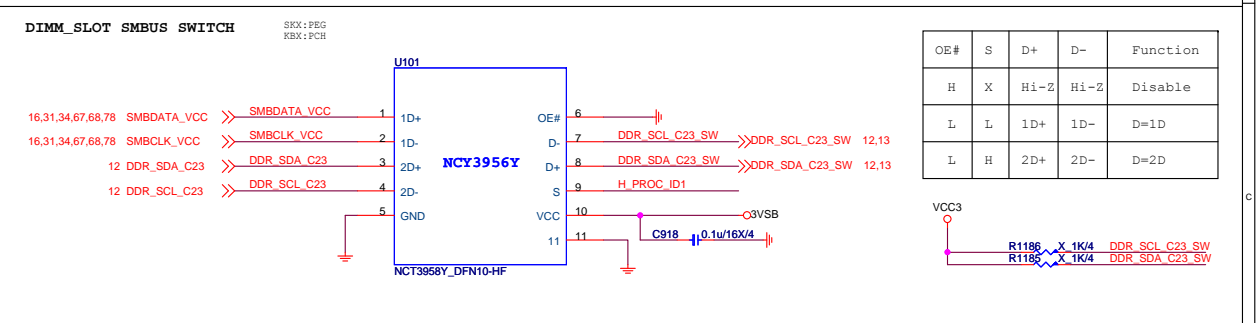 DIMM_SLOT SMBUS SWITCH
SKX:PEG
KBX:PCH
U101
16,31,34,67,68,78 SMBDATA_VCC SMBDATA_VCC 1 1D+
16,31,34,67,68,78 SMBCLK_VCC SMBCLK_VCC 2 1D-
12 DDR_SDA_C23 DDR_SDA_C23 3 2D+
12 DDR_SCL_C23 DDR_SCL_C23 4 2D-
5 GND
NCY3956Y
OE# 6
D- 7 DDR_SCL_C23_SW DDR_SCL_C23_SW 12,13
D+ 8 DDR_SDA_C23_SW DDR_SDA_C23_SW 12,13
S 9 H_PROC_ID1
VCC 10 3VSB
C918 0.1u/16X/4
11 11
NCT3958Y_DFN10-HF
OE# S D+ D- Function
H X Hi-Z Hi-Z Disable
L L 1D+ 1D- D=1D
L H 2D+ 2D- D=2D
VCC3
R1186 X_1K/4 DDR_SCL_C23_SW
R1185 X_1K/4 DDR_SDA_C23_SW
C